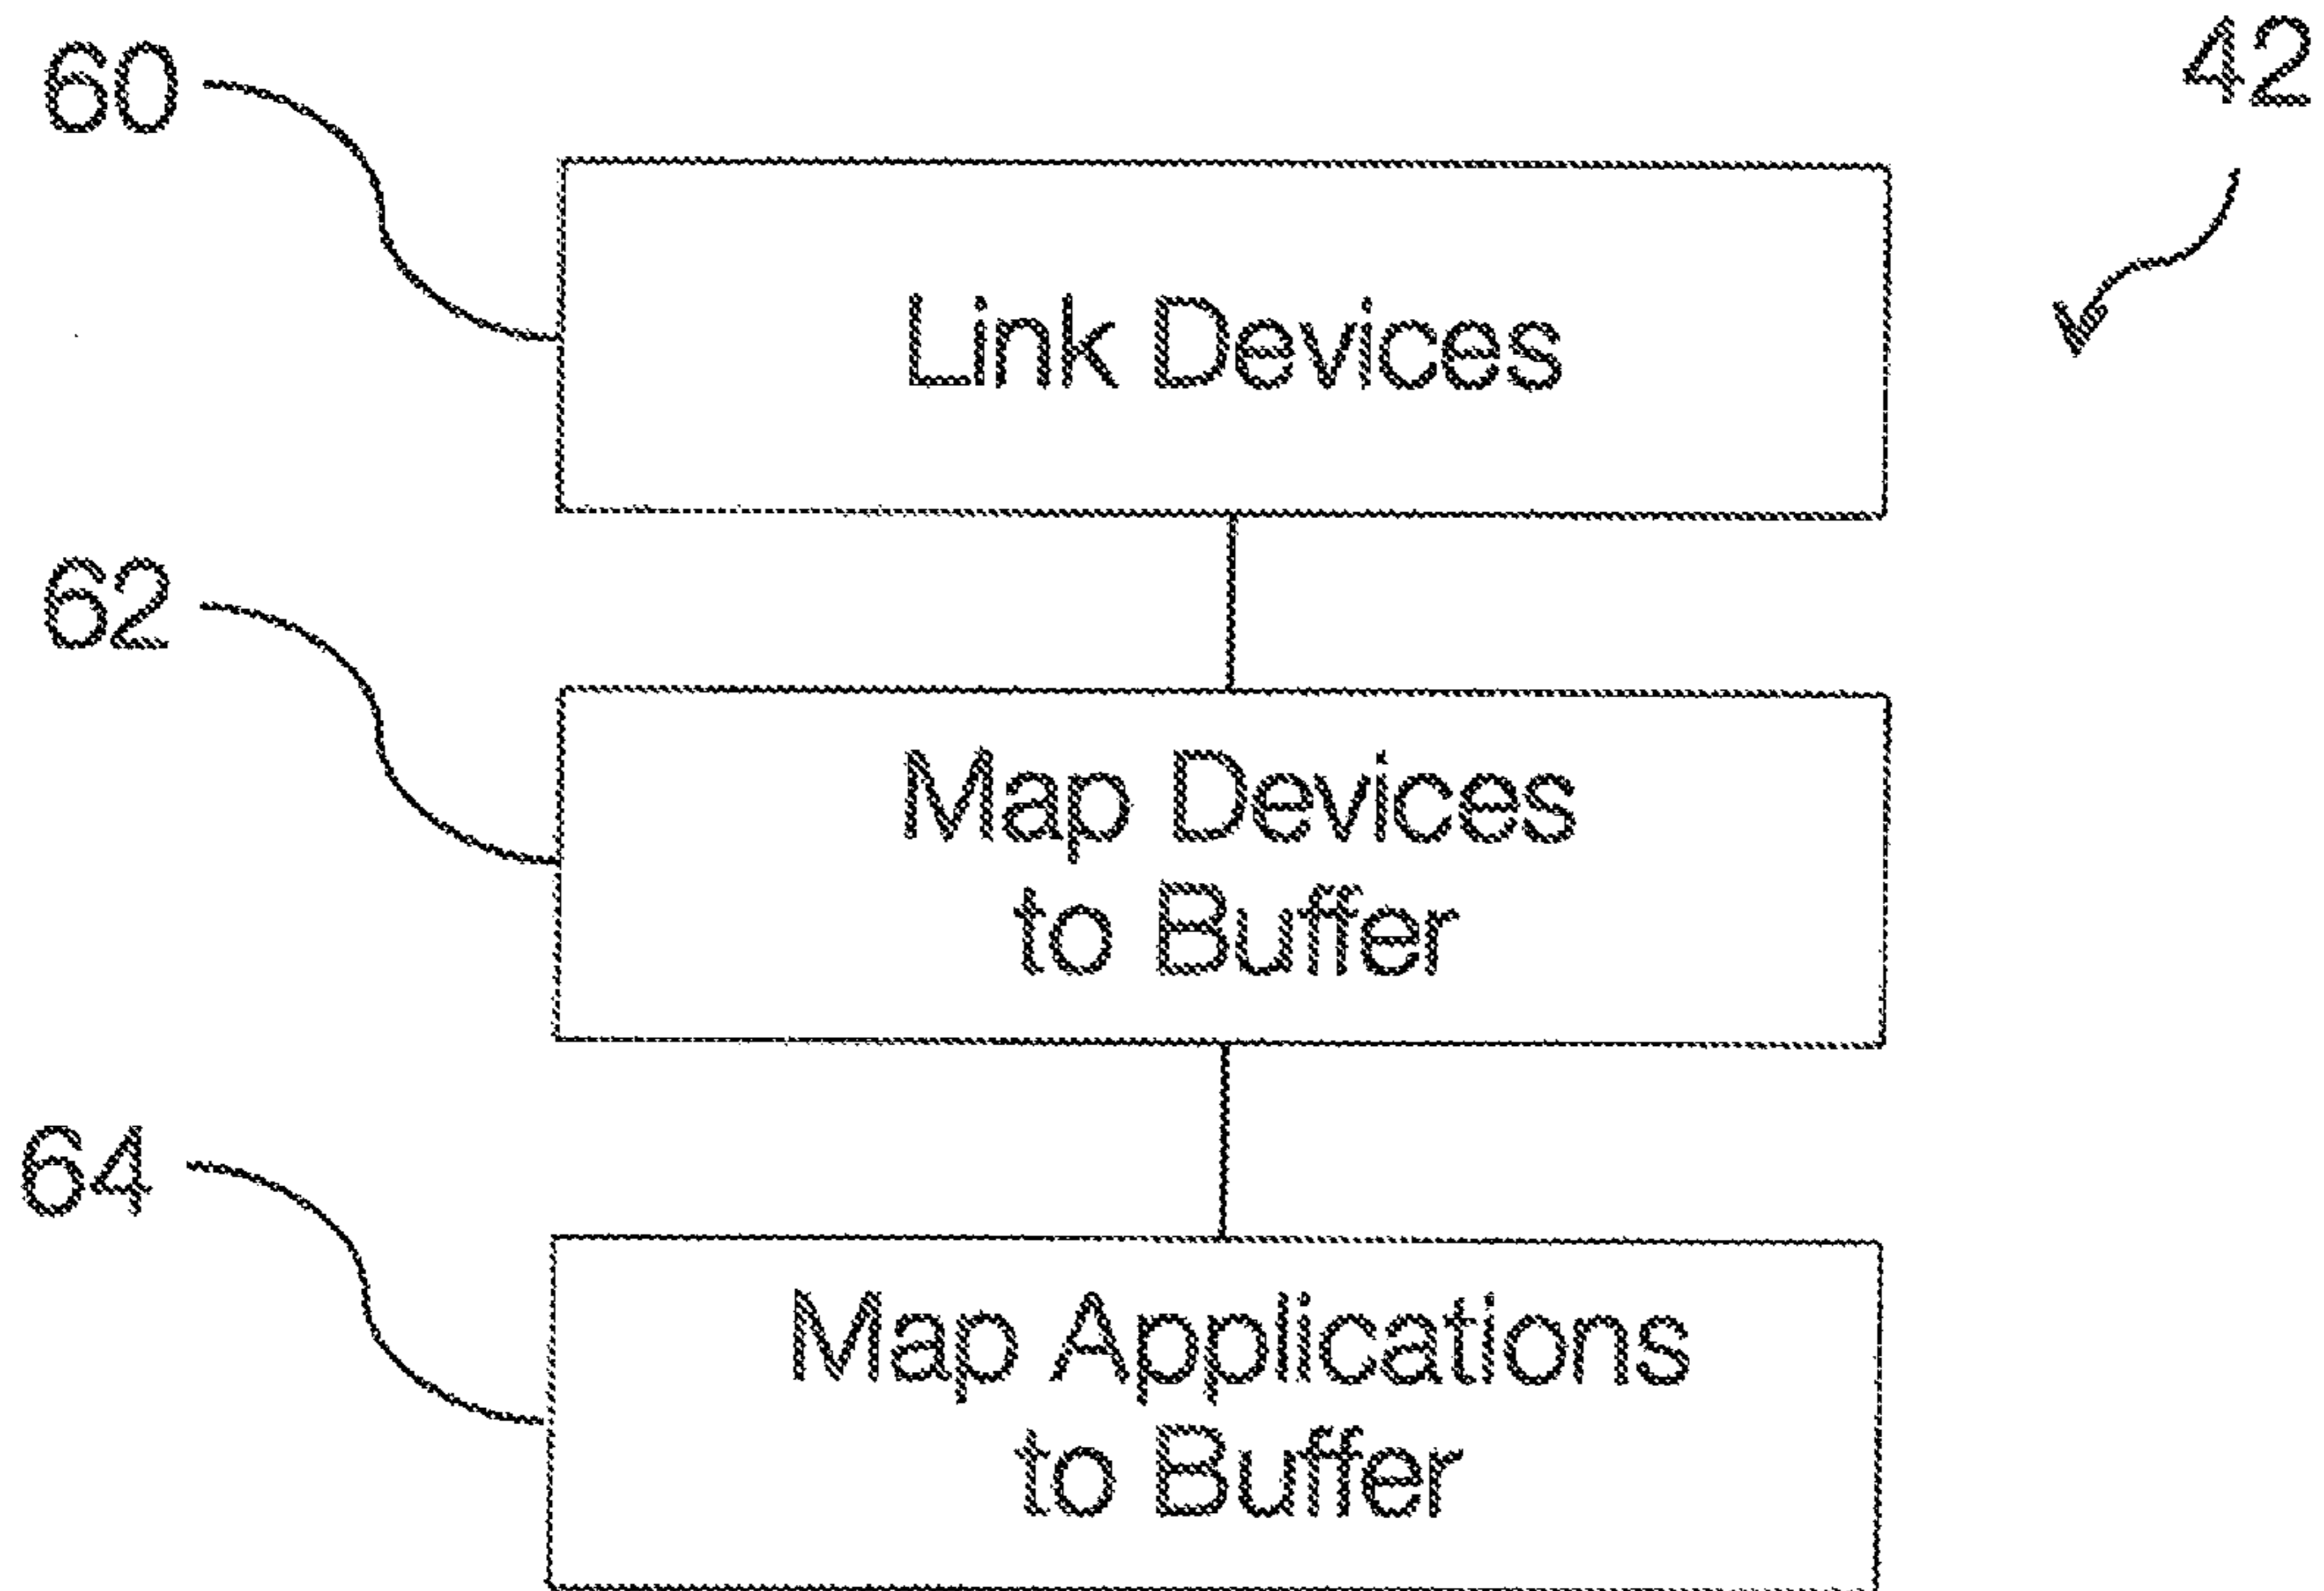 60
42
Link Devices
62
Map Devices
to Buffer
64
Map Applications
to Buffer